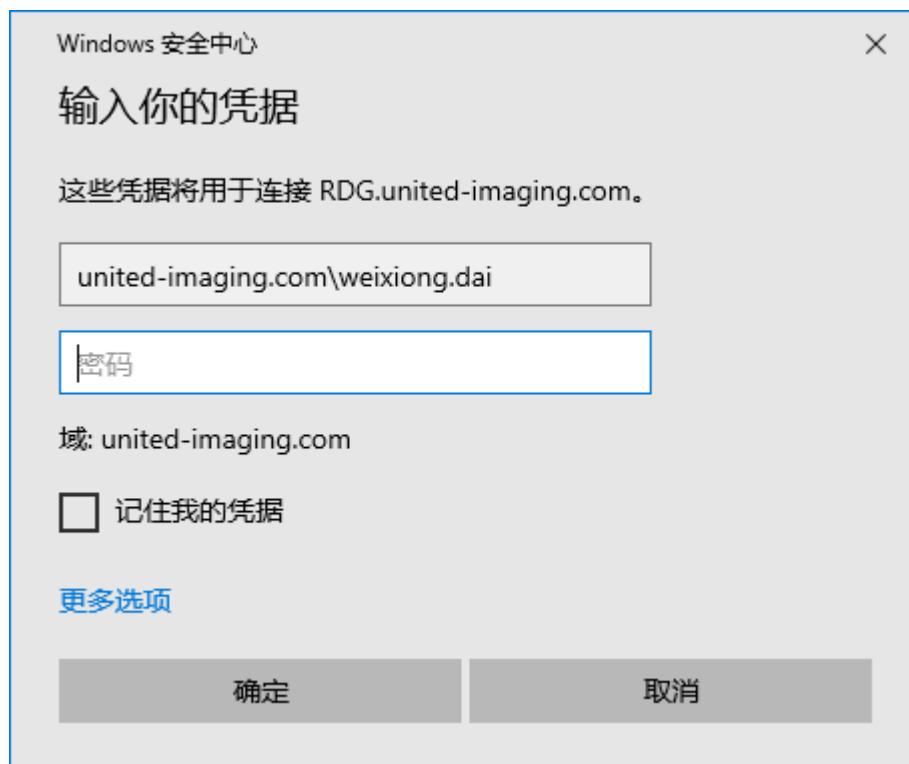 Windows 安全中心
输入你的凭据
这些凭据将用于连接 RDG.united-imaging.com。
united-imaging.com\weixiong.dai
密码
域: united-imaging.com
记住我的凭据
更多选项
确定
取消